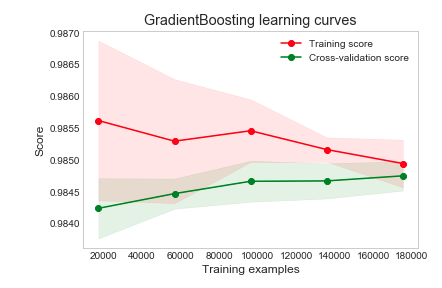 GradientBoosting learning curves
0.9870
0.9865
0.9860
0.9855
0.9850
0.9845
0.9840
Score
Training score
Cross-validation score
20000 40000 60000 80000 100000 120000 140000 160000 180000
Training examples